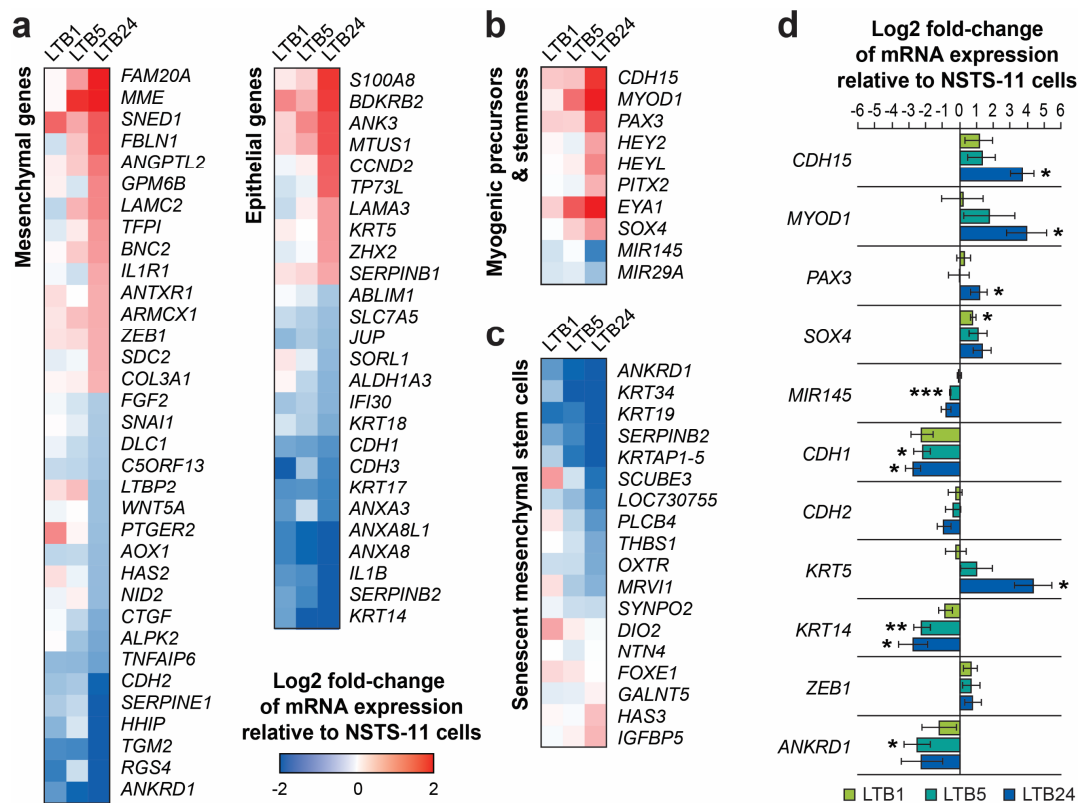 a
LTB1 LTB5 LTB24
Mesenchymal genes
FAM20A
MME
SNED1
FBLN1
ANGPTL2
GPM6B
LAMC2
TFPI
BNC2
IL1R1
ANTXR1
ARMCX1
ZEB1
SDC2
COL3A1
FGF2
SNAI1
DLC1
C5ORF13
LTBP2
WNT5A
PTGER2
AOX1
HAS2
NID2
CTGF
ALPK2
TNFAIP6
CDH2
SERPINE1
HHIP
TGM2
RGS4
ANKRD1
LTB1 LTB5 LTB24
Epithelial genes
S100A8
BDKRB2
ANK3
MTUS1
CCND2
TP73L
LAMA3
KRT5
ZHX2
SERPINB1
ABLIM1
SLC7A5
JUP
SORL1
ALDH1A3
IFI30
KRT18
CDH1
CDH3
KRT17
ANXA3
ANXA8L1
ANXA8
IL1B
SERPINB2
KRT14
Log2 fold-change
of mRNA expression
relative to NSTS-11 cells
-2 0 2
b
LTB1 LTB5 LTB24
Myogenic precursors
& stemness
CDH15
MYOD1
PAX3
HEY2
HEYL
PITX2
EYA1
SOX4
MIR145
MIR29A
c
LTB1 LTB5 LTB24
Senescent mesenchymal stem cells
ANKRD1
KRT34
KRT19
SERPINB2
KRTAP1-5
SCUBE3
LOC730755
PLCB4
THBS1
OXTR
MRVI1
SYNPO2
DIO2
NTN4
FOXE1
GALNT5
HAS3
IGFBP5
d
Log2 fold-change
of mRNA expression
relative to NSTS-11 cells
-6 -5 -4 -3 -2 -1 0 1 2 3 4 5 6
CDH15 *
MYOD1 *
PAX3 *
SOX4 *
MIR145 ***
CDH1 *
*
CDH2
KRT5 *
KRT14 **
*
ZEB1
ANKRD1 *
LTB1 LTB5 LTB24